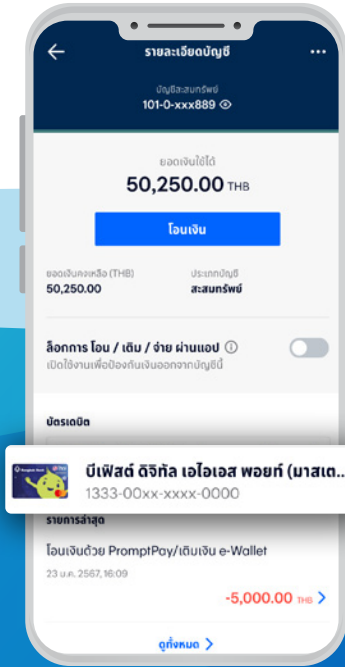 รายละเอียดบัญชี
บัญชีสะสมทรัพย์
101-0-xxx889
ยอดเงินใช้ได้
50,250.00 THB
โอนเงิน
ยอดเงินคงเหลือ (THB) ประเภทบัญชี
50,250.00 สะสมทรัพย์
ล็อกการ โอน / เติม / จ่าย ผ่านแอป
เปิดใช้งานเพื่อป้องกันเงินออกจากบัญชีนี้
บัตรเดบิต
บีเฟิสต์ ดิจิทัล เอไอเอส พอยท์ (มาสเต..
1333-00xx-xxxx-0000
รายการล่าสุด
โอนเงินด้วย PromptPay/เติมเงิน e-Wallet
23 ม.ค. 2567, 16:09
-5,000.00 THB
ดูทั้งหมด